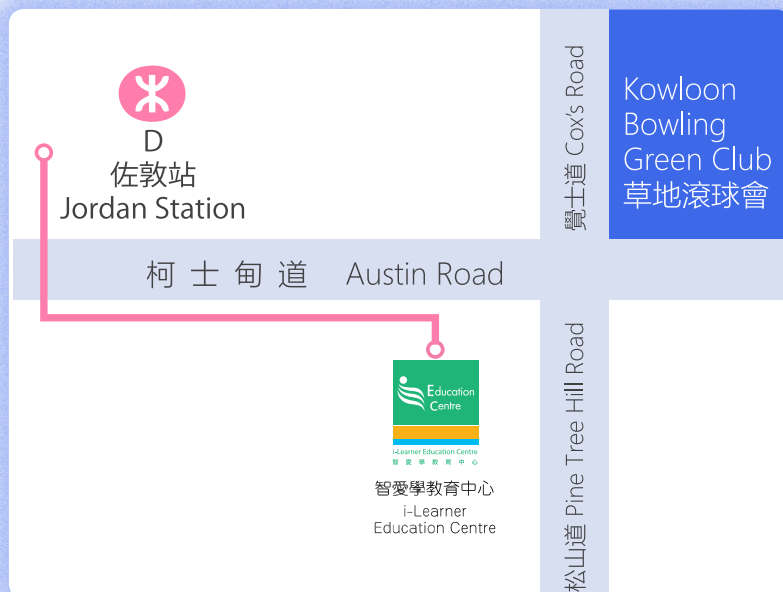 D
佐敦站
Jordan Station
覺士道 Cox's Road
Kowloon
Bowling
Green Club
草地滾球會
柯士甸道 Austin Road
Education
Centre
i-Learner Education Centre
智愛學教育中心
智愛學教育中心
i-Learner
Education Centre
松山道 Pine Tree Hill Road